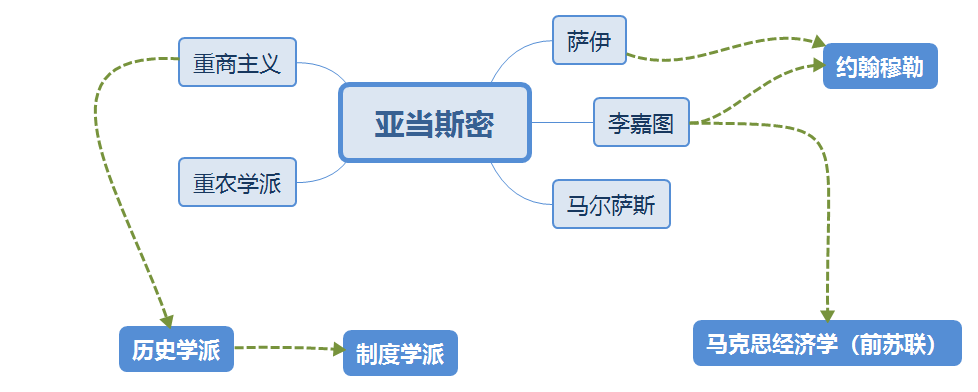 萨伊
重商主义
约翰穆勒
亚当斯密
李嘉图
重农学派
马尔萨斯
历史学派
制度学派
马克思经济学（前苏联）